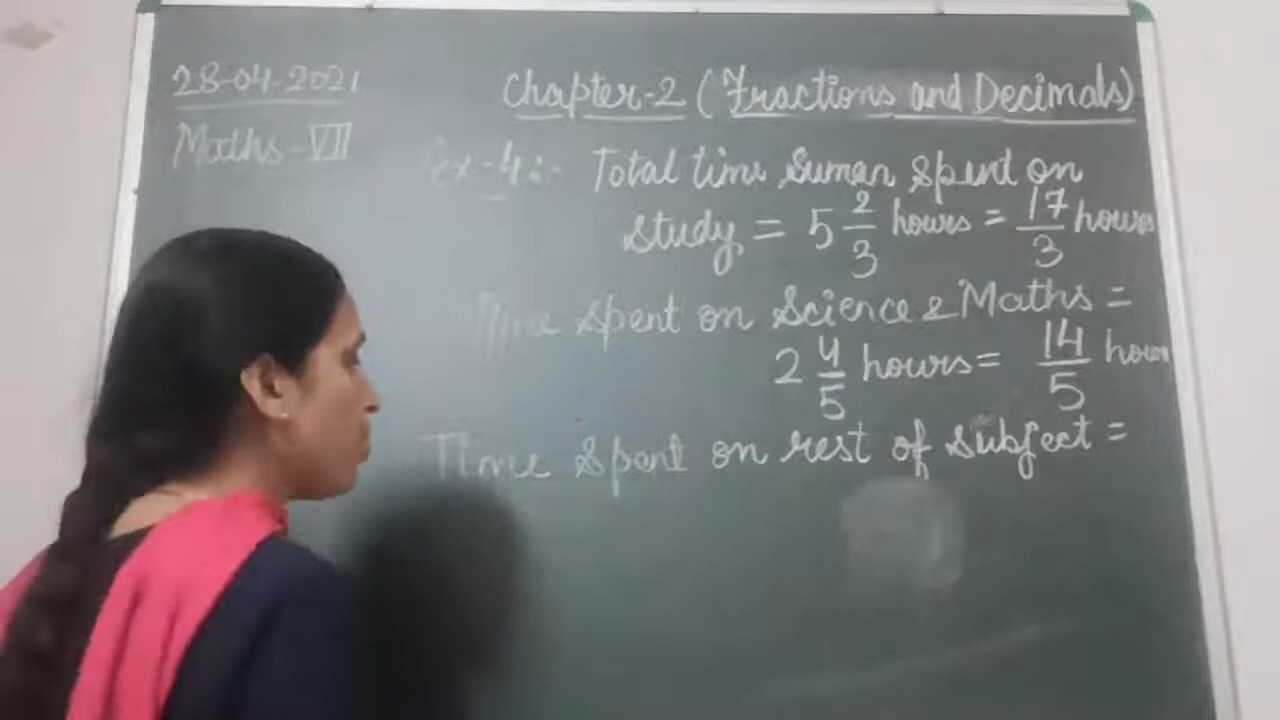 28-04-2021
Chapter-2 (Fractions and Decimals)
Maths-VII
Ex-4:- Total time Suman Spent on
Study = 5 2/3 hours = 17/3 hours
Time Spent on Science & Maths =
2 4/5 hours = 14/5 hours
Time Spent on rest of subject =